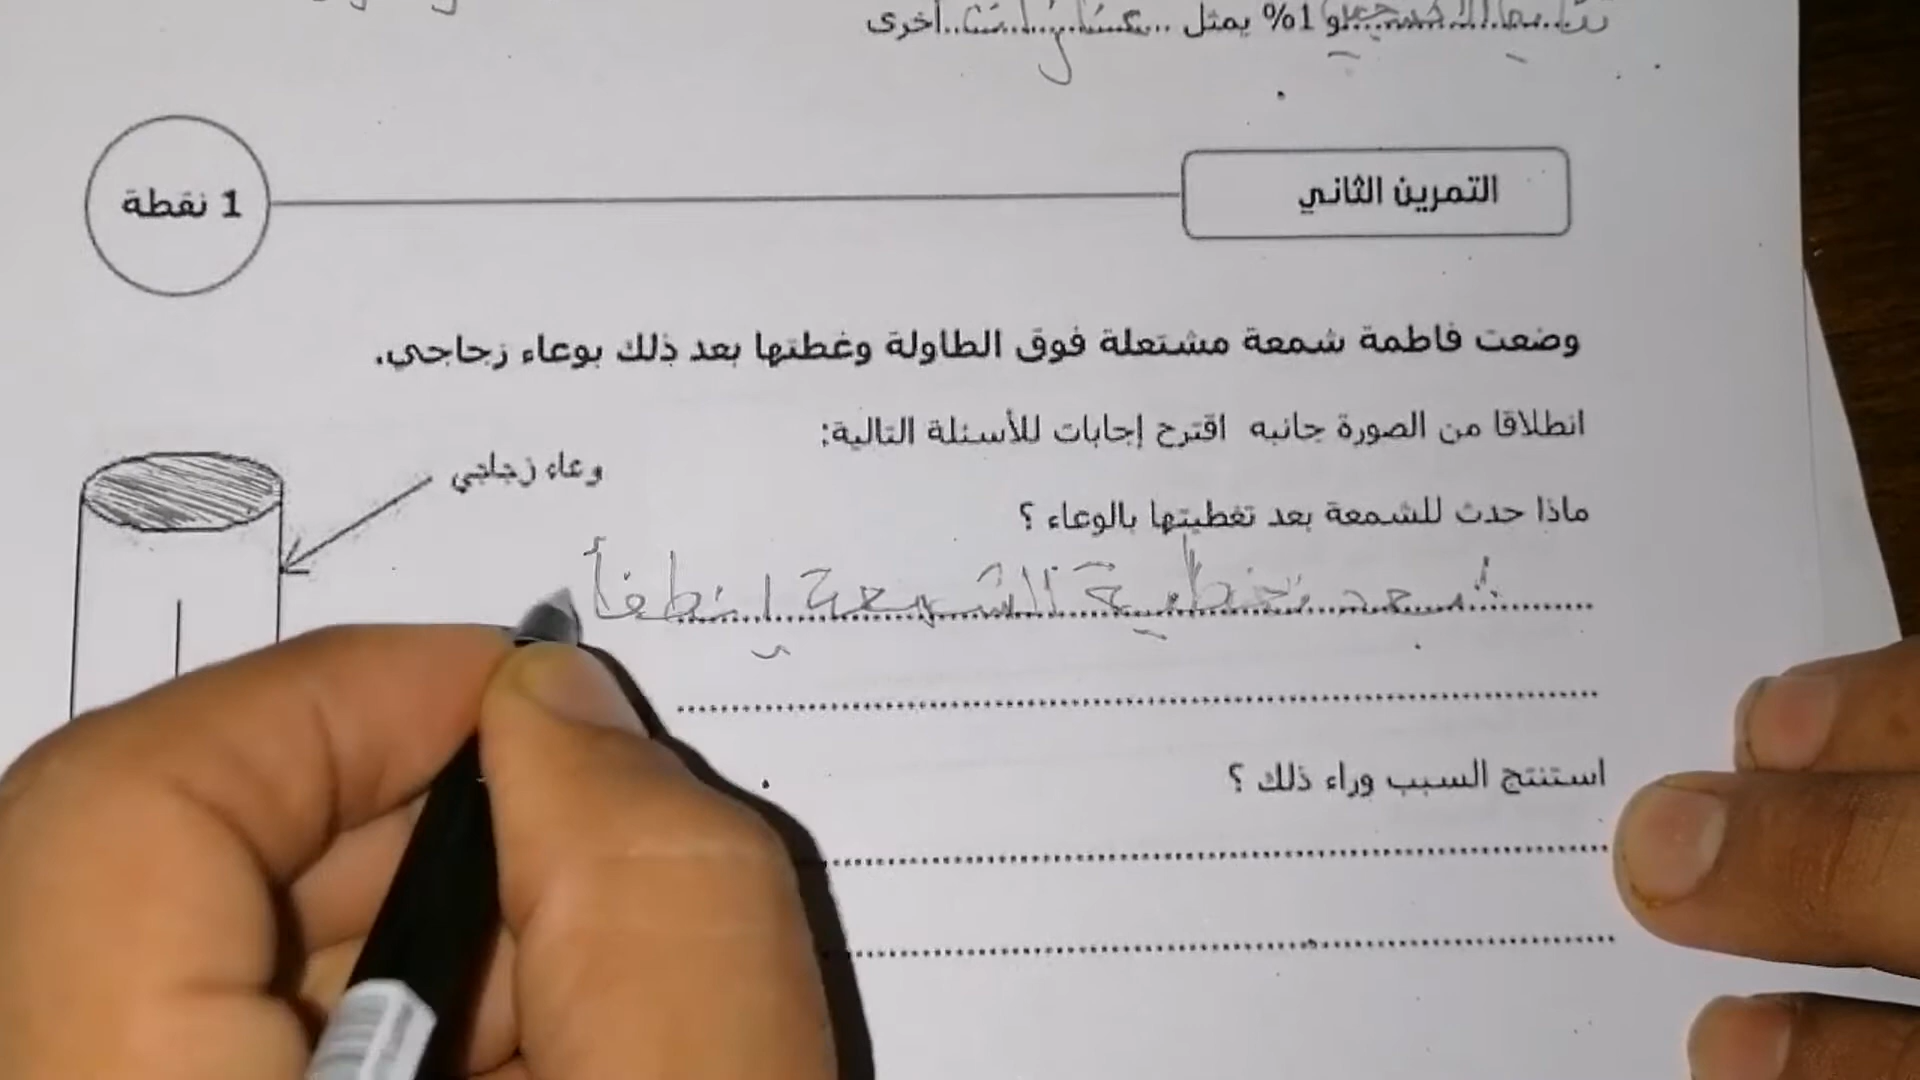 و 1% يمثل أخرى
التمرين الثاني
1 نقطة
وضعت فاطمة شمعة مشتعلة فوق الطاولة وغطتها بعد ذلك بوعاء زجاجي.
انطلاقا من الصورة جانبه اقترح إجابات للأسئلة التالية:
وعاء زجاجي
ماذا حدث للشمعة بعد تغطيتها بالوعاء ؟
بعد تغطية الشمعة إنطفأ
استنتج السبب وراء ذلك ؟